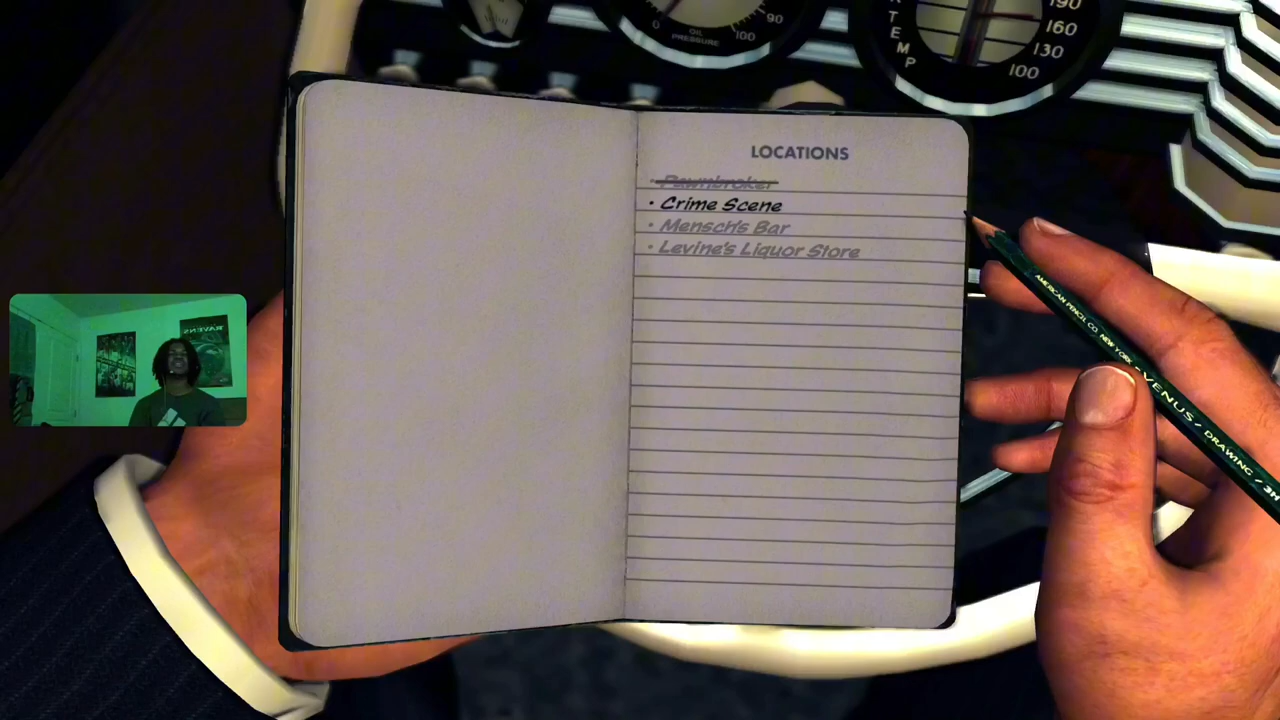 0
OIL
PRESSURE
90
100
TEMP
190
160
130
100
LOCATIONS
• Pawnbroker
• Crime Scene
• Mensch's Bar
• Levine's Liquor Store
AMERICAN PENCIL CO. NEW YORK VENUS / DRAWING / 3H
RAVENS